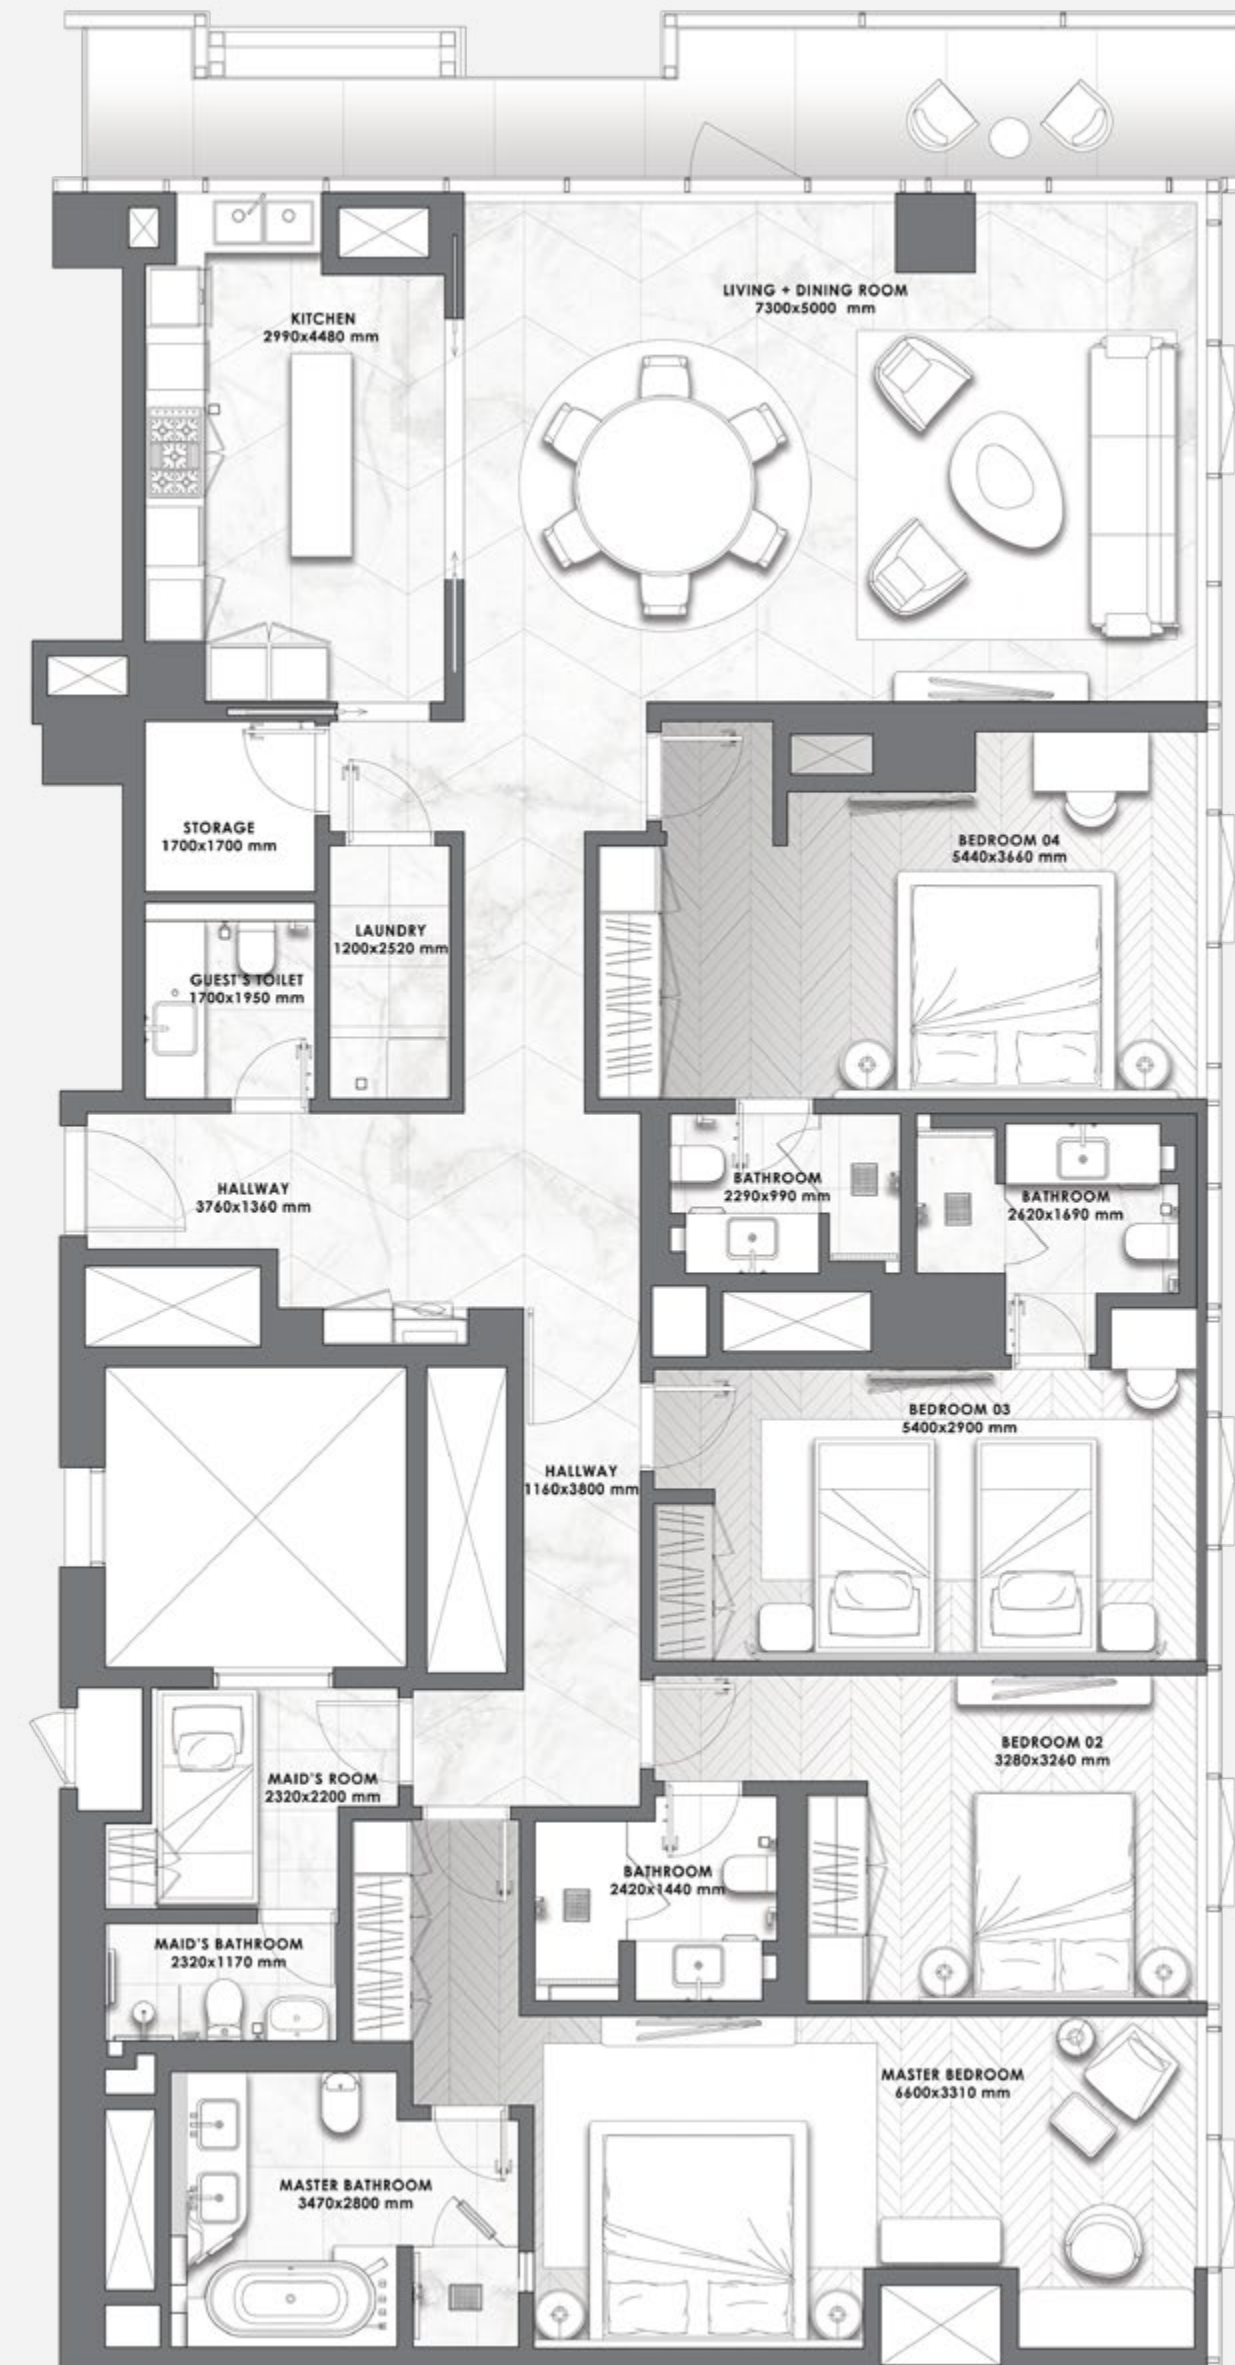 LIVING + DINING ROOM
7300x5000 mm
KITCHEN
2990x4480 mm
STORAGE
1700x1700 mm
BEDROOM 04
5440x3660 mm
LAUNDRY
1200x2520 mm
GUEST'S TOILET
1700x1950 mm
HALLWAY
3760x1360 mm
BATHROOM
2290x990 mm
BATHROOM
2620x1690 mm
BEDROOM 03
5400x2900 mm
HALLWAY
1160x3800 mm
BEDROOM 02
3280x3260 mm
MAID'S ROOM
2320x2200 mm
BATHROOM
2420x1440 mm
MAID'S BATHROOM
2320x1170 mm
MASTER BEDROOM
6600x3310 mm
MASTER BATHROOM
3470x2800 mm